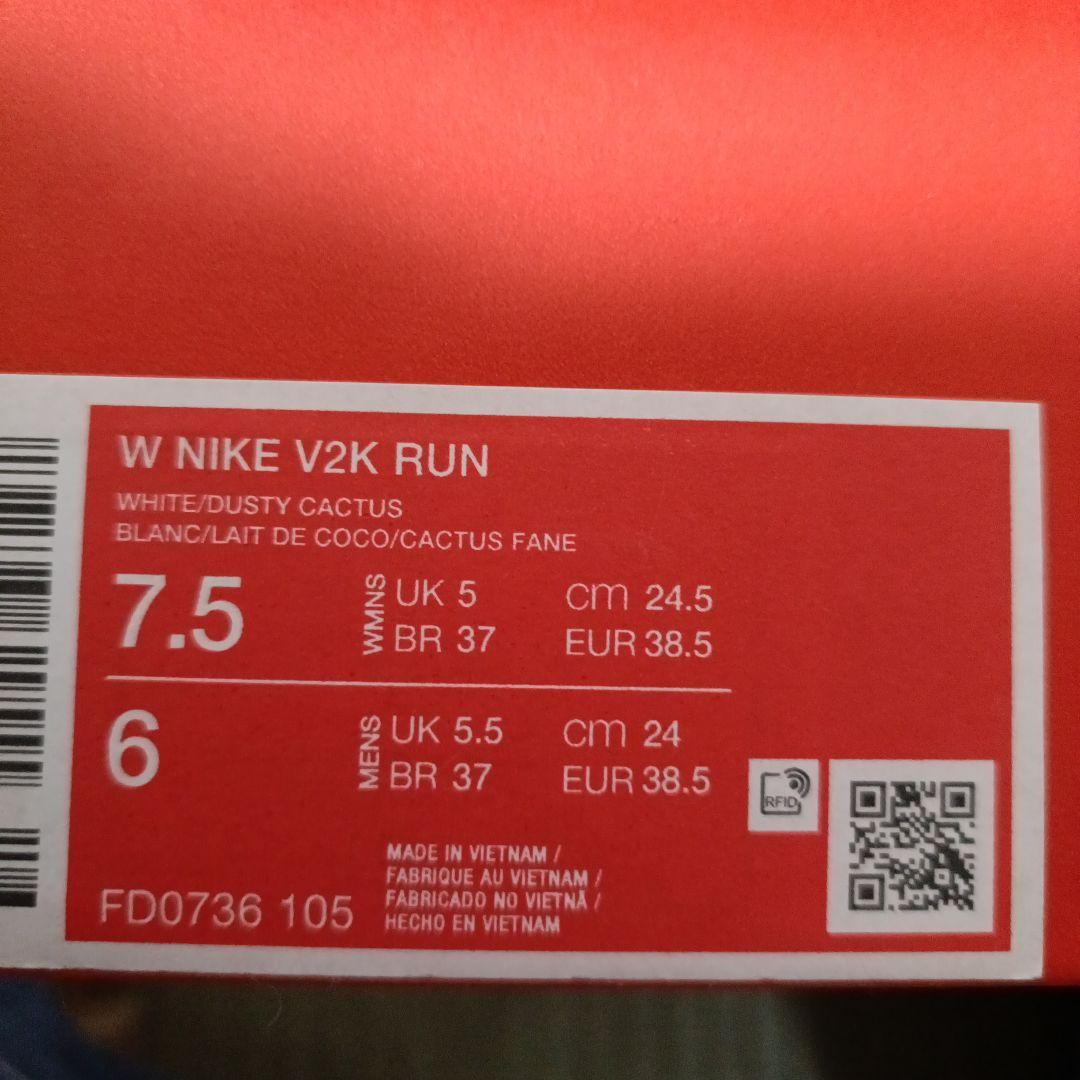 W NIKE V2K RUN
WHITE/DUSTY CACTUS
BLANC/LAIT DE COCO/CACTUS FANE
7.5 WMNS UK 5 cm 24.5
BR 37 EUR 38.5
6 MENS UK 5.5 cm 24
BR 37 EUR 38.5
RFID
MADE IN VIETNAM /
FABRIQUE AU VIETNAM /
FABRICADO NO VIETNÃ /
HECHO EN VIETNAM
FD0736 105